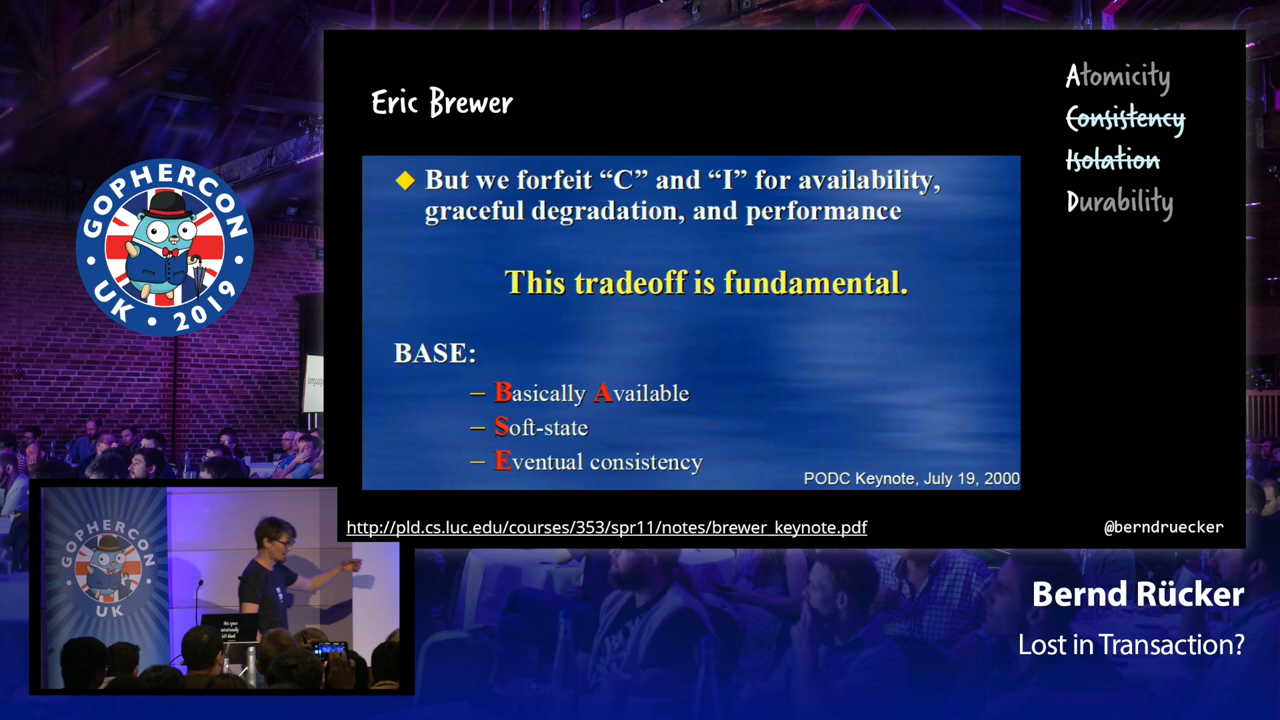 Eric Brewer
Atomicity
Consistency
Isolation
Durability
But we forfeit “C” and “I” for availability,
graceful degradation, and performance
This tradeoff is fundamental.
BASE:
– Basically Available
– Soft-state
– Eventual consistency
PODC Keynote, July 19, 2000
http://pld.cs.luc.edu/courses/353/spr11/notes/brewer_keynote.pdf
@berndruecker
GOPHERCON
UK • 2019
GOPHERCON
UK
Bernd Rücker
Lost in Transaction?